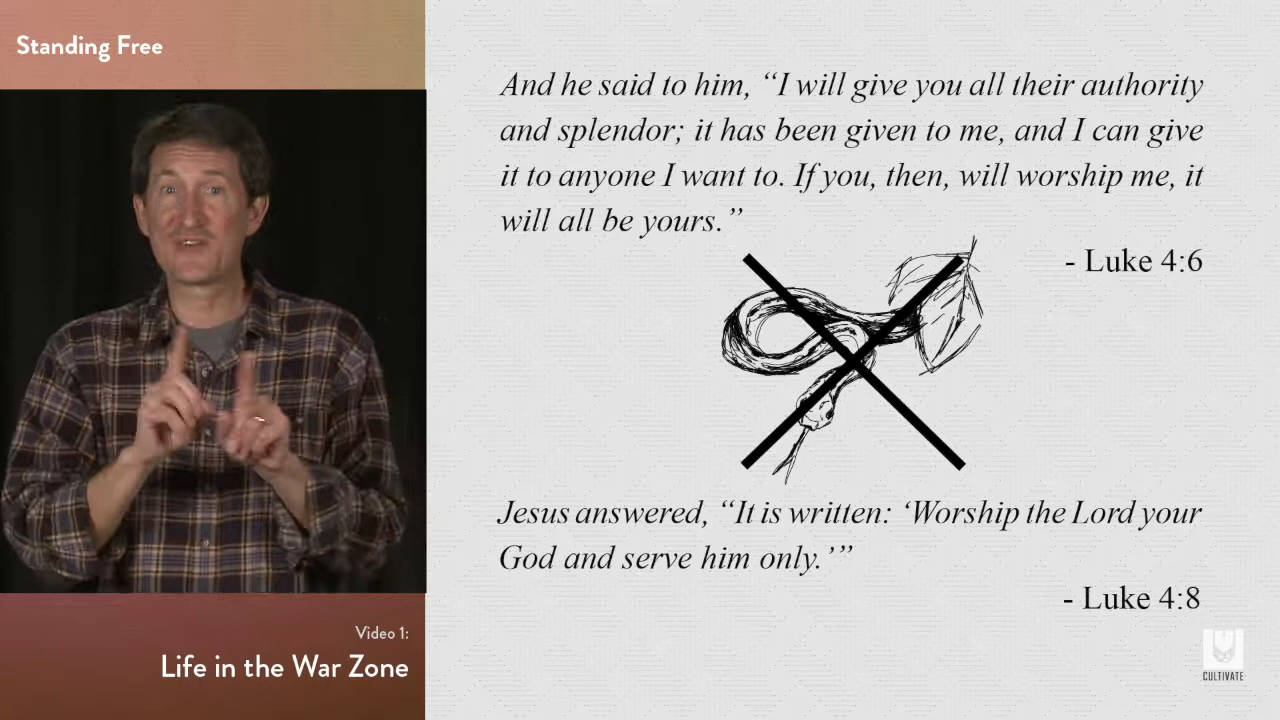 Standing Free
And he said to him, “I will give you all their authority
and splendor; it has been given to me, and I can give
it to anyone I want to. If you, then, will worship me, it
will all be yours.”
- Luke 4:6
Jesus answered, “It is written: ‘Worship the Lord your
God and serve him only.’”
- Luke 4:8
Video 1:
Life in the War Zone
CULTIVATE